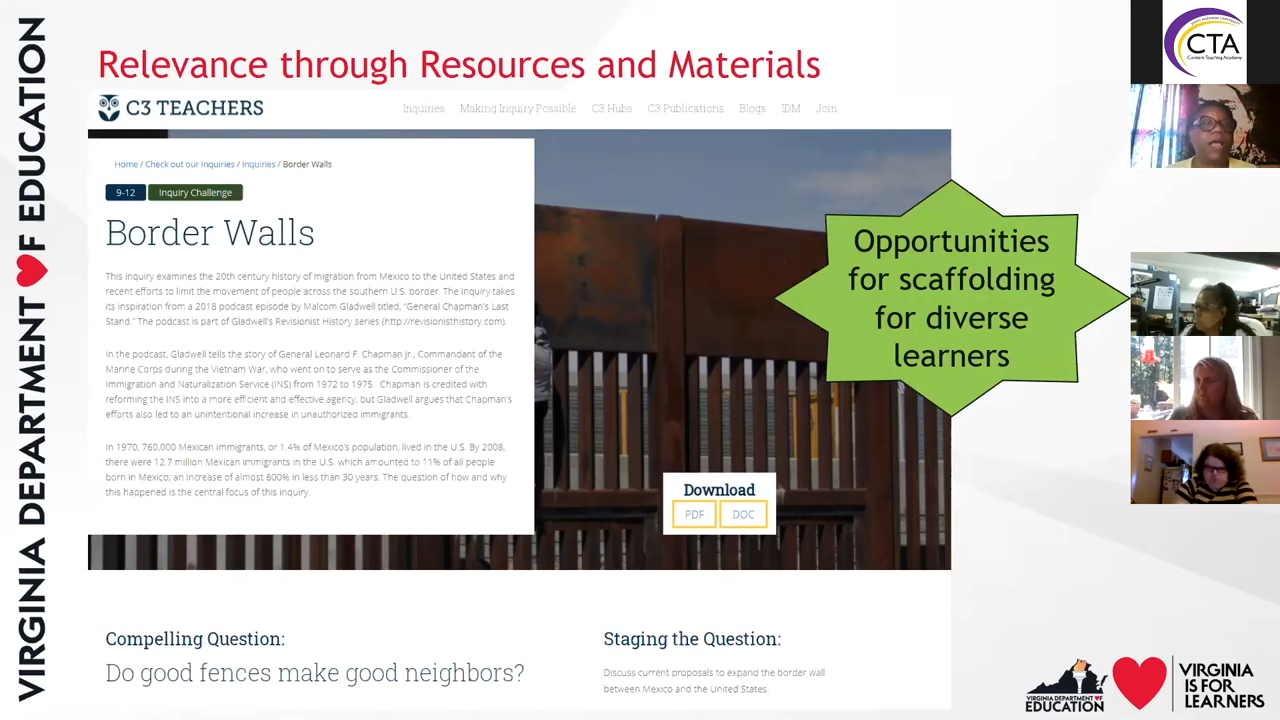 VIRGINIA DEPARTMENT OF EDUCATION
Relevance through Resources and Materials
C3 TEACHERS
Inquiries Making Inquiry Possible C3 Hubs C3 Publications Blogs IDM Join
Home / Check out our Inquiries / Inquiries / Border Walls
9-12 Inquiry Challenge
Border Walls
This inquiry examines the 20th century history of migration from Mexico to the United States and
recent efforts to limit the movement of people across the southern U.S. border. The inquiry takes
its inspiration from a 2018 podcast episode by Malcom Gladwell titled, "General Chapman's Last
Stand." The podcast is part of Gladwell's Revisionist History series (http://revisionisthistory.com).
In the podcast, Gladwell tells the story of General Leonard F. Chapman Jr., Commandant of the
Marine Corps during the Vietnam War, who went on to serve as the Commissioner of the
Immigration and Naturalization Service (INS) from 1972 to 1975. Chapman is credited with
reforming the INS into a more efficient and effective agency, but Gladwell argues that Chapman's
efforts also led to an unintentional increase in unauthorized immigrants.
In 1970, 760,000 Mexican immigrants, or 1.4% of Mexico's population, lived in the U.S. By 2008,
there were 12.7 million Mexican immigrants in the U.S. which amounted to 11% of all people
born in Mexico; an increase of almost 800% in less than 30 years. The question of how and why
this happened is the central focus of this inquiry.
Opportunities
for scaffolding
for diverse
learners
Download
PDF DOC
Compelling Question:
Do good fences make good neighbors?
Staging the Question:
Discuss current proposals to expand the border wall
between Mexico and the United States.
JAMES MADISON UNIVERSITY
CTA
Content Teaching Academy
VIRGINIA DEPARTMENT OF
EDUCATION
VIRGINIA
IS FOR
LEARNERS